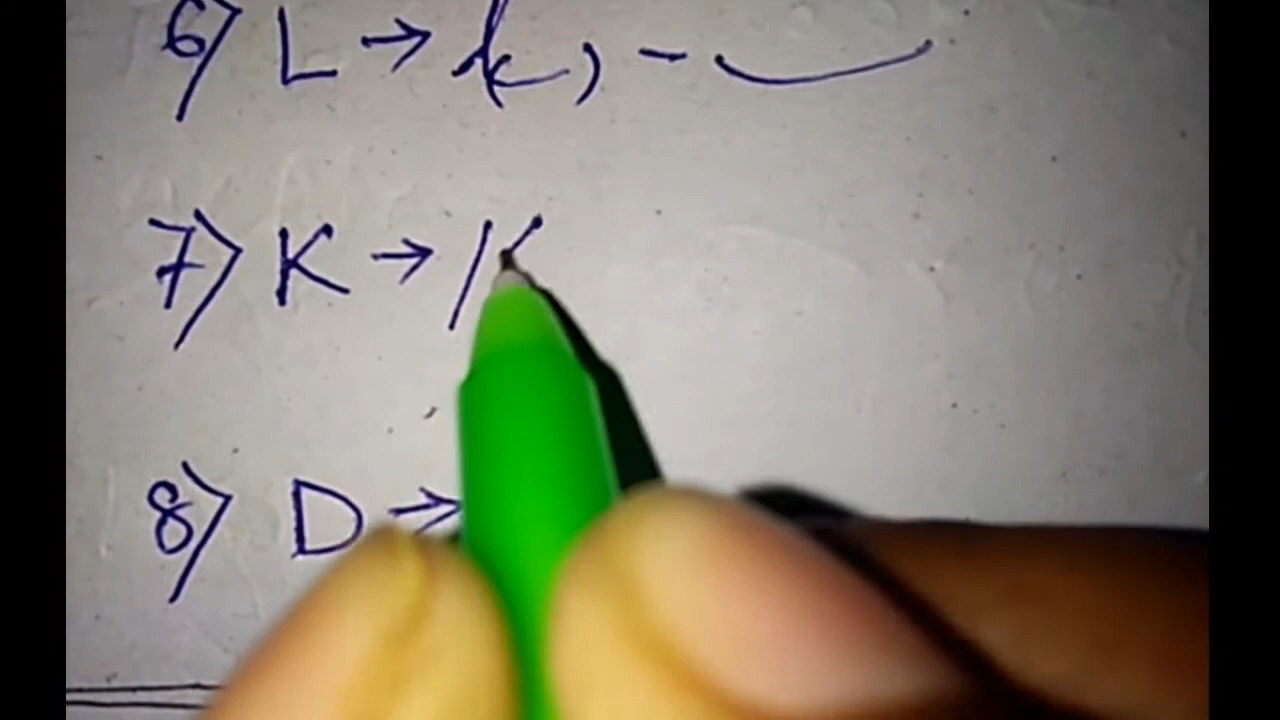 6) L →
7) K → K
8) D →